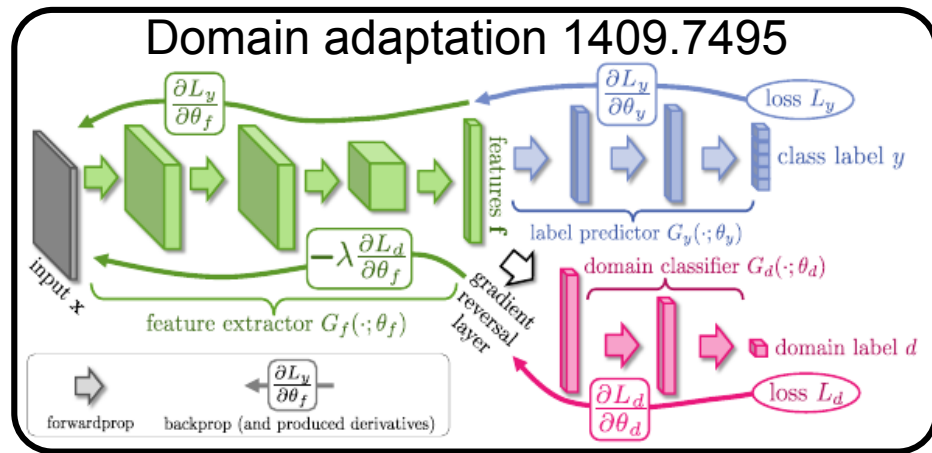 Domain adaptation 1409.7495
∂L_y/∂θ_f
∂L_y/∂θ_y
loss L_y
features f
class label y
label predictor G_y(·; θ_y)
−λ ∂L_d/∂θ_f
input x
feature extractor G_f(·; θ_f)
gradient
reversal
layer
domain classifier G_d(·; θ_d)
domain label d
∂L_d/∂θ_d
loss L_d
forwardprop
∂L_y/∂θ_f
backprop (and produced derivatives)